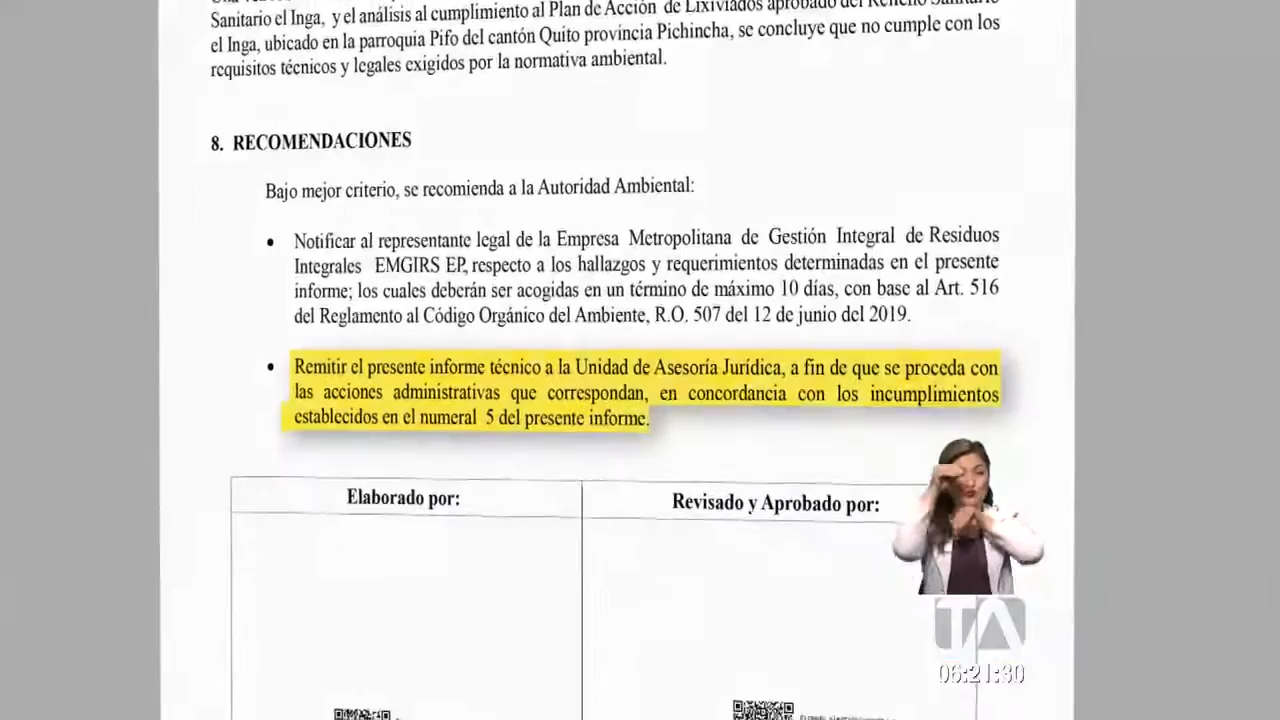 Sanitario el Inga, y el análisis al cumplimiento al Plan de Acción de Lixiviados aprobado del Relleno Sanitario
el Inga, ubicado en la parroquia Pifo del cantón Quito provincia Pichincha, se concluye que no cumple con los
requisitos técnicos y legales exigidos por la normativa ambiental.
8. RECOMENDACIONES
Bajo mejor criterio, se recomienda a la Autoridad Ambiental:
• Notificar al representante legal de la Empresa Metropolitana de Gestión Integral de Residuos
Integrales EMGIRS EP, respecto a los hallazgos y requerimientos determinadas en el presente
informe; los cuales deberán ser acogidas en un término de máximo 10 días, con base al Art. 516
del Reglamento al Código Orgánico del Ambiente, R.O. 507 del 12 de junio del 2019.
• Remitir el presente informe técnico a la Unidad de Asesoría Jurídica, a fin de que se proceda con
las acciones administrativas que correspondan, en concordancia con los incumplimientos
establecidos en el numeral 5 del presente informe.
Elaborado por:
Revisado y Aprobado por:
TA
06:21:30